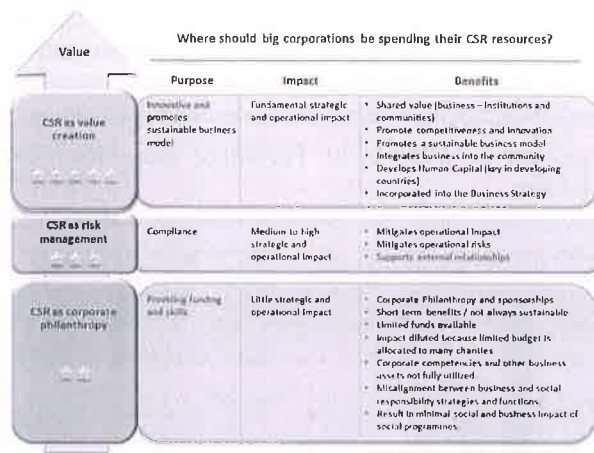 Value
Where should big corporations be spending their CSR resources?
Purpose Impact Benefits
CSR as value
creation
Innovative and
promotes
sustainable business
model
Fundamental strategic
and operational impact
• Shared value (business – Institutions and
communities)
• Promote competitiveness and Innovation
• Promotes a sustainable business model
• Integrates business into the community
• Develops Human Capital (key in developing
countries)
• Incorporated into the Business Strategy
CSR as risk
management
Compliance
Medium to high
strategic and
operational impact
• Mitigates operational impact
• Mitigates operational risks
• Supports external relationships
CSR as corporate
philanthropy
Providing funding
and skills
Little strategic and
operational impact
• Corporate Philanthropy and sponsorships
• Short term benefits / not always sustainable
• Limited funds available
• Impact diluted because limited budget is
allocated to many charities
• Corporate competencies and other business
assets not fully utilized
• Misalignment between business and social
responsibility strategies and functions.
• Result in minimal social and business impact of
social programmes.